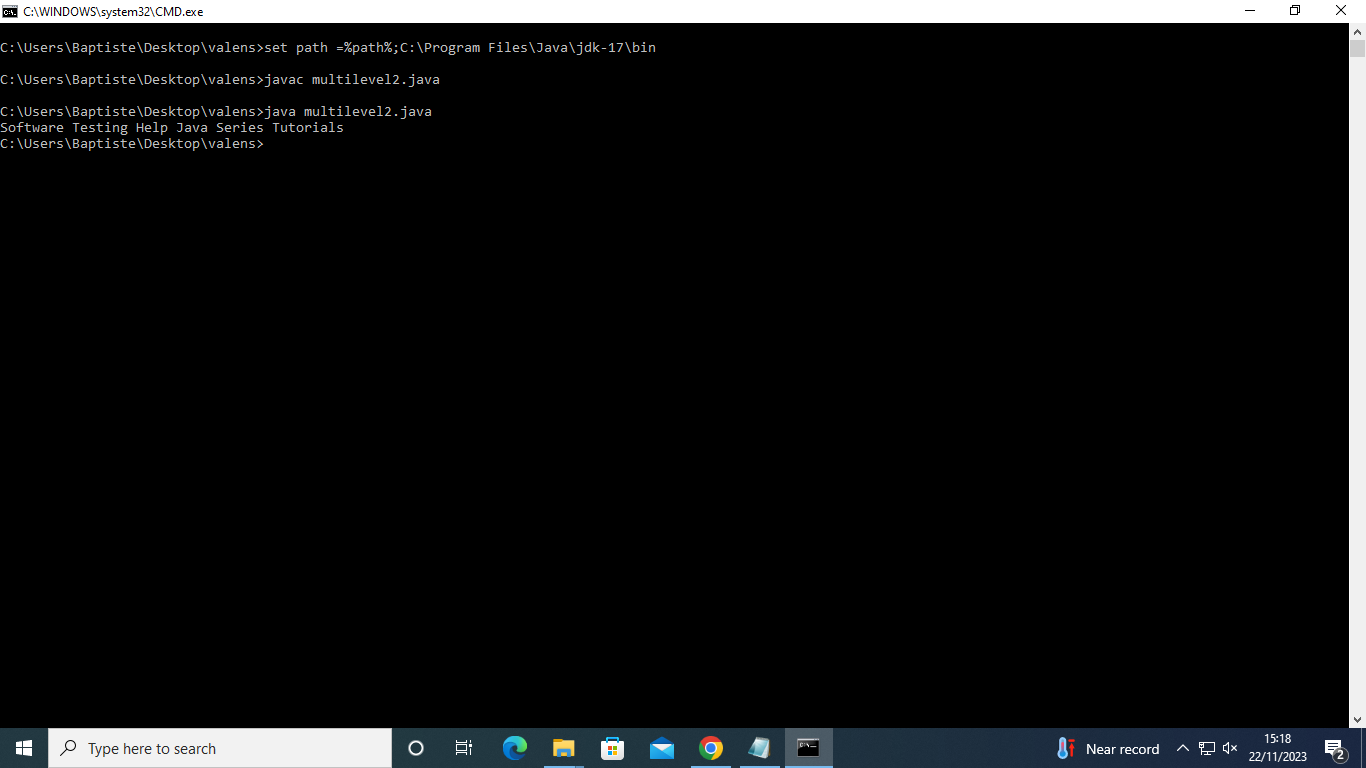 C:\WINDOWS\system32\CMD.exe
C:\Users\Baptiste\Desktop\valens>set path =%path%;C:\Program Files\Java\jdk-17\bin
C:\Users\Baptiste\Desktop\valens>javac multilevel2.java
C:\Users\Baptiste\Desktop\valens>java multilevel2.java
Software Testing Help Java Series Tutorials
C:\Users\Baptiste\Desktop\valens>
Type here to search
Near record
15:18
22/11/2023
2